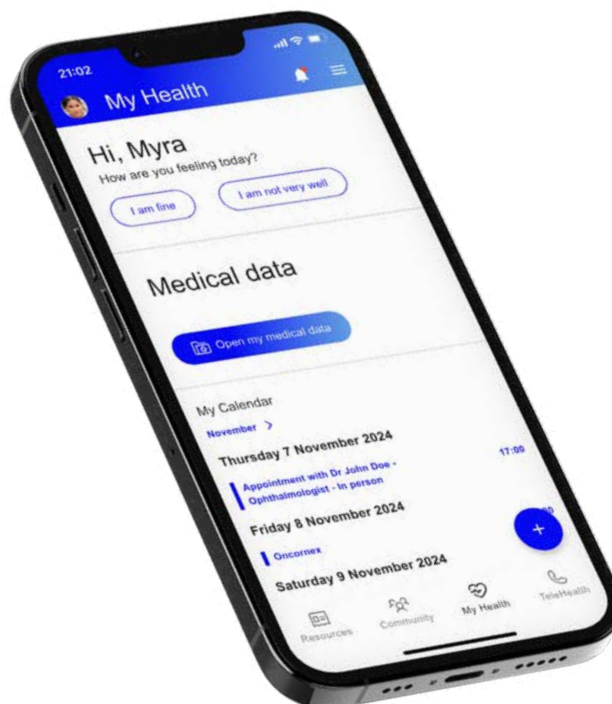 21:02
My Health
Hi, Myra
How are you feeling today?
I am fine
I am not very well
Medical data
Open my medical data
My Calendar
November >
Thursday 7 November 2024
Appointment with Dr John Doe - 17:00
Ophthalmologist - In person
Friday 8 November 2024
Oncornex
Saturday 9 November 2024
Resources
Community
My Health
TeleHealth